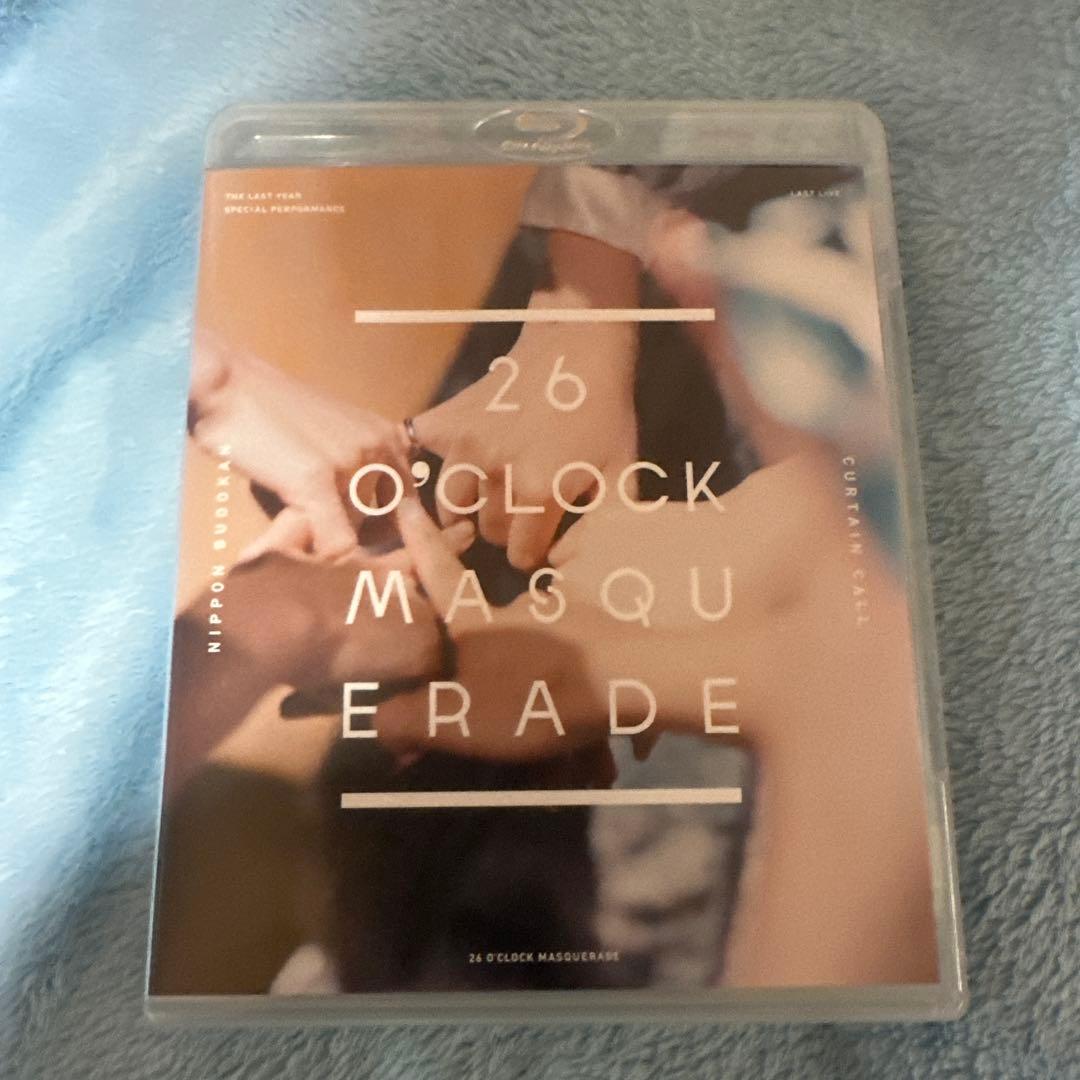 THE LAST YEAR
SPECIAL PERFORMANCE
LAST LIVE
26
O'CLOCK
MASQU
ERADE
NIPPON BUDOKAN
CURTAIN CALL
26 O'CLOCK MASQUERADE